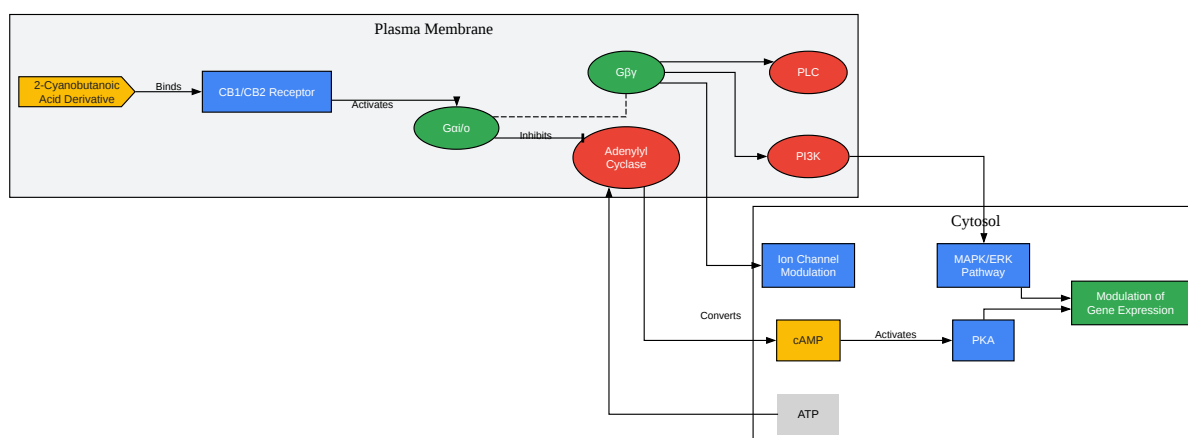 Plasma Membrane
2-Cyanobutanoic
Acid Derivative
Binds
CB1/CB2 Receptor
Activates
Gαi/o
Inhibits
Gβγ
Adenylyl
Cyclase
PLC
PI3K
Cytosol
Ion Channel
Modulation
MAPK/ERK
Pathway
Modulation of
Gene Expression
Converts
cAMP
Activates
PKA
ATP